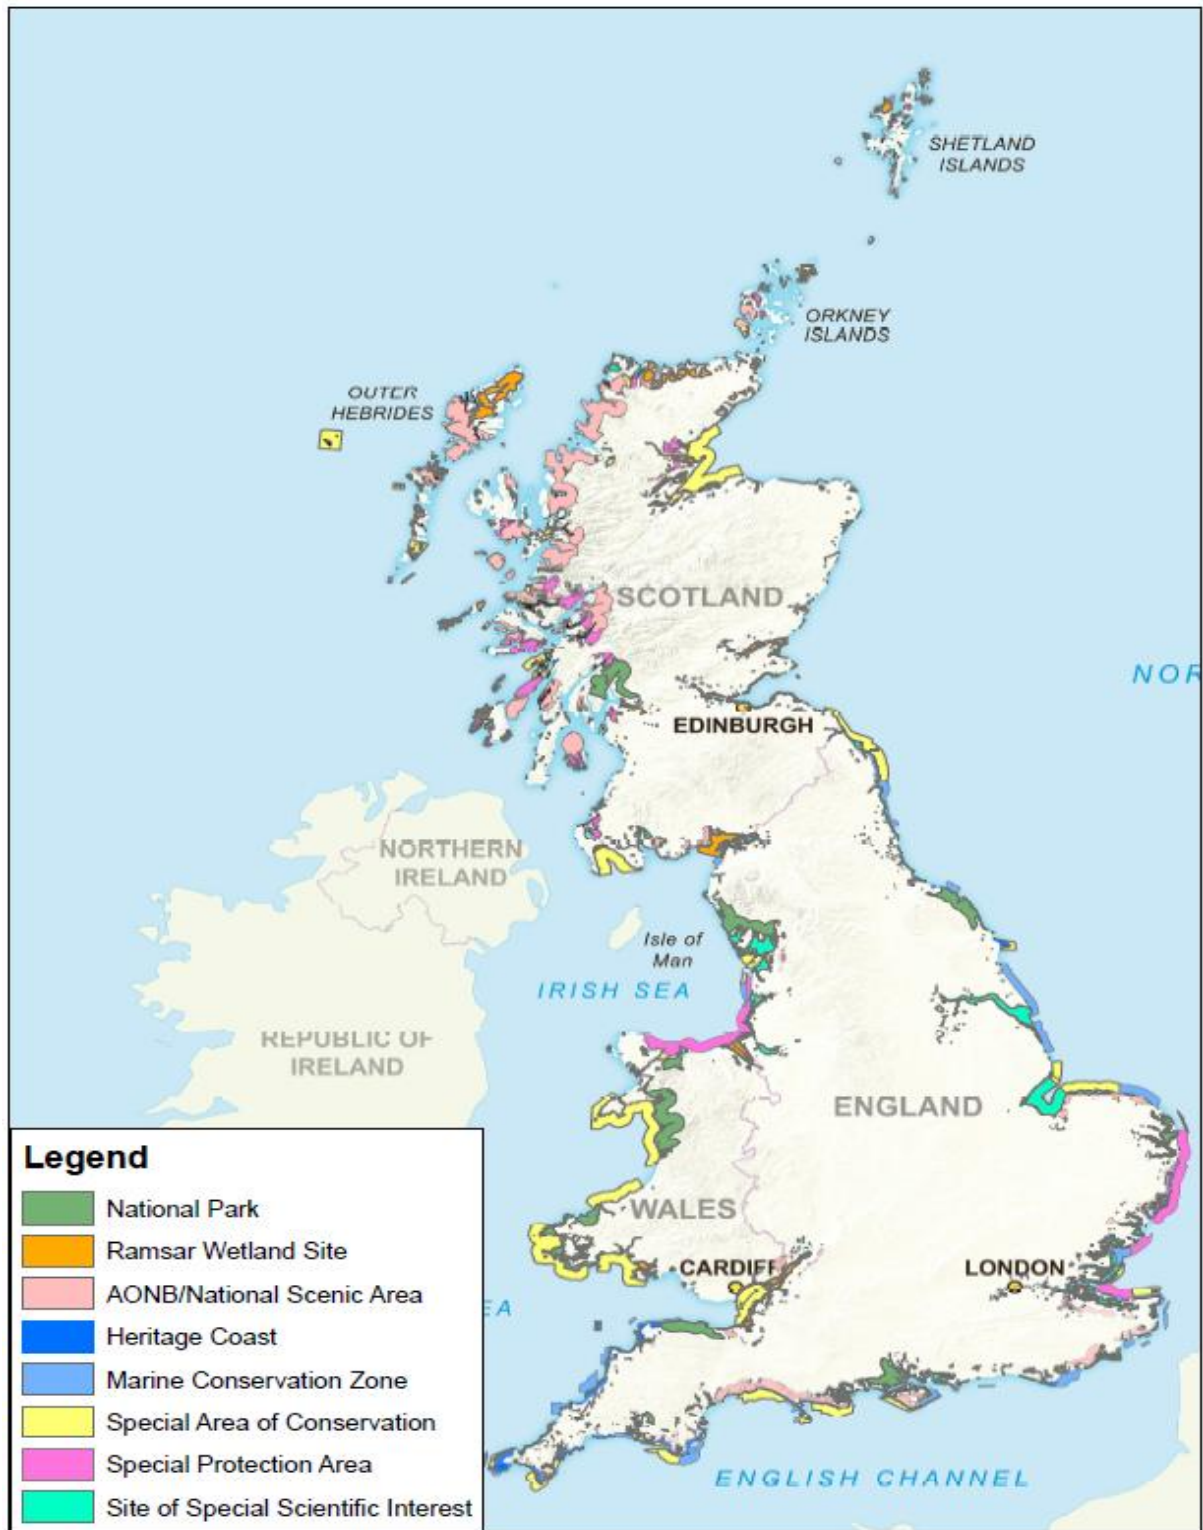 SHETLAND
ISLANDS
ORKNEY
ISLANDS
OUTER
HEBRIDES
SCOTLAND
NOR
EDINBURGH
NORTHERN
IRELAND
Isle of
Man
IRISH SEA
REPUBLIC OF
IRELAND
ENGLAND
WALES
CARDIFF
LONDON
EA
ENGLISH CHANNEL
Legend
National Park
Ramsar Wetland Site
AONB/National Scenic Area
Heritage Coast
Marine Conservation Zone
Special Area of Conservation
Special Protection Area
Site of Special Scientific Interest